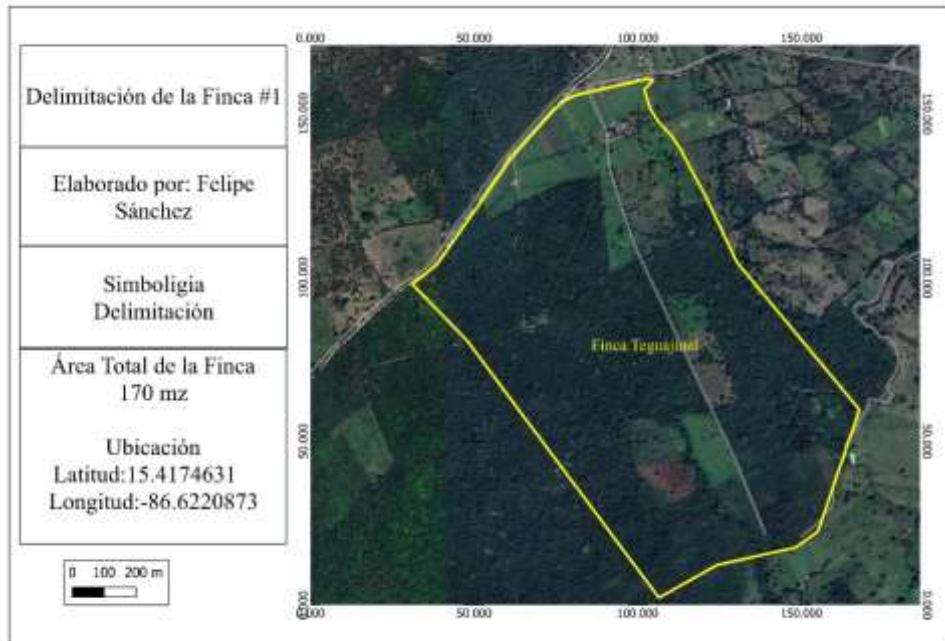 0.000 50.000 100.000 150.000
Delimitación de la Finca #1
Elaborado por: Felipe
Sánchez
Simboligia
Delimitación
Área Total de la Finca
170 mz
Ubicación
Latitud:15.4174631
Longitud:-86.6220873
0 100 200 m
150.000
100.000
50.000
0.000
Finca Teguajinal
150.000
100.000
50.000
0.000
0.000 50.000 100.000 150.000